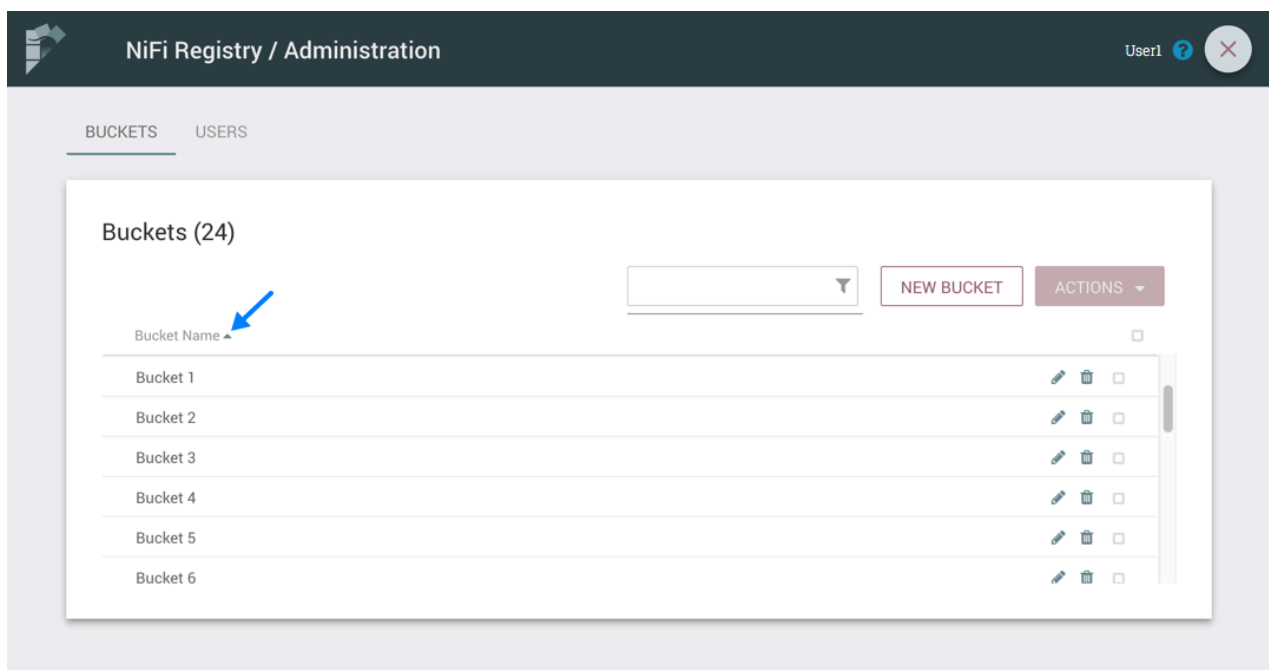 NiFi Registry / Administration
User1 ?
BUCKETS USERS
Buckets (24)
NEW BUCKET ACTIONS
Bucket Name
Bucket 1
Bucket 2
Bucket 3
Bucket 4
Bucket 5
Bucket 6